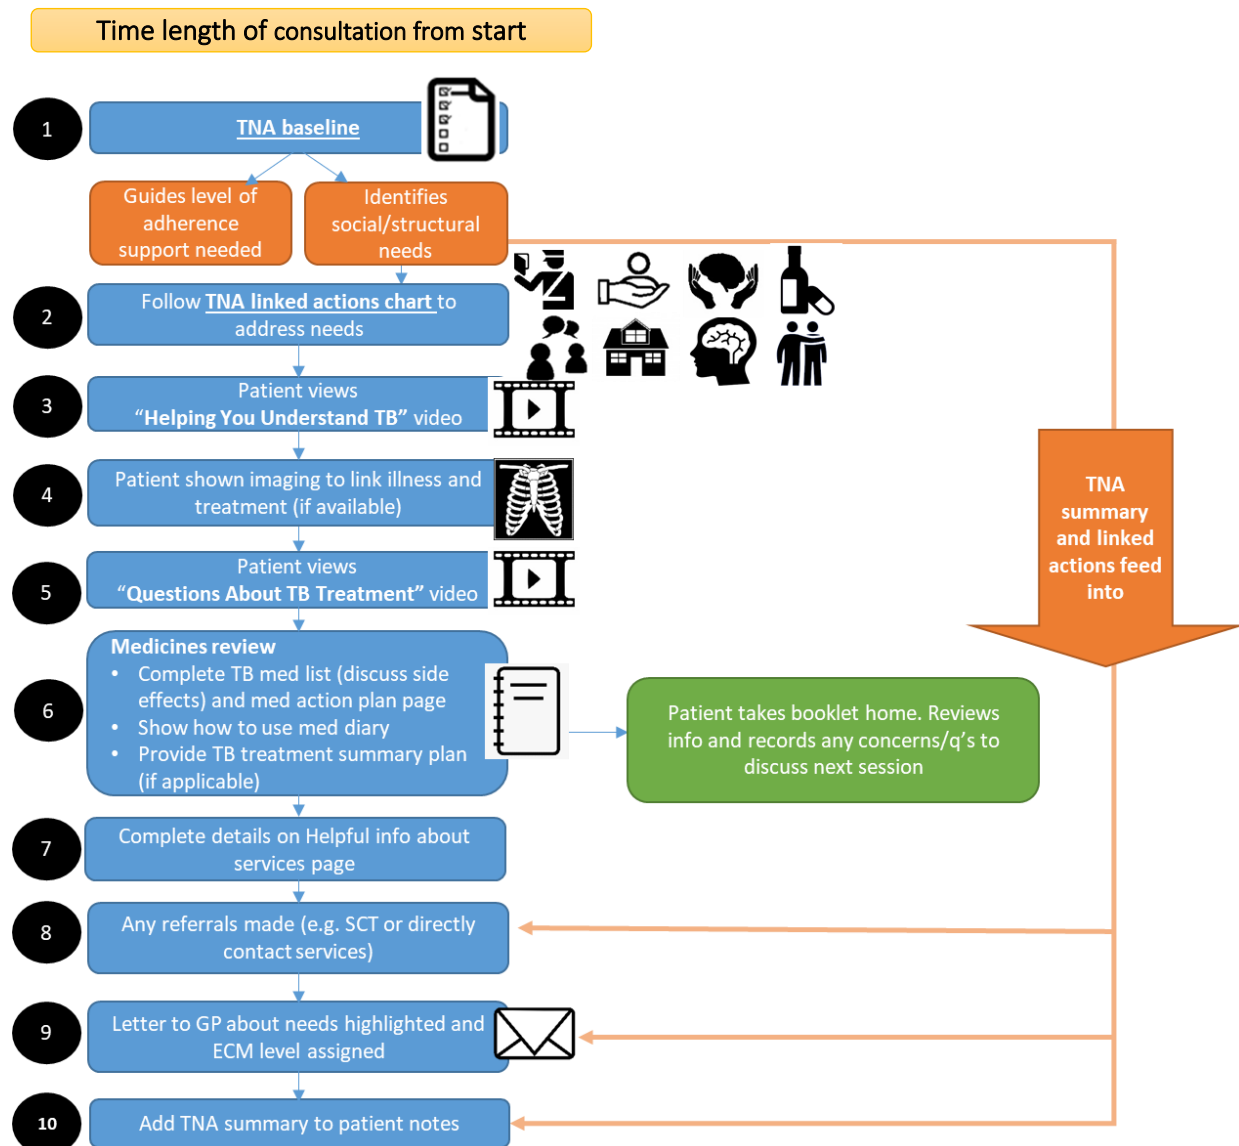 Time length of consultation from start
1
TNA baseline
Guides level of
adherence
support needed
Identifies
social/structural
needs
2
Follow TNA linked actions chart to
address needs
3
Patient views
“Helping You Understand TB” video
4
Patient shown imaging to link illness and
treatment (if available)
5
Patient views
“Questions About TB Treatment” video
6
Medicines review
• Complete TB med list (discuss side
effects) and med action plan page
• Show how to use med diary
• Provide TB treatment summary plan
(if applicable)
Patient takes booklet home. Reviews
info and records any concerns/q’s to
discuss next session
TNA
summary
and linked
actions feed
into
7
Complete details on Helpful info about
services page
8
Any referrals made (e.g. SCT or directly
contact services)
9
Letter to GP about needs highlighted and
ECM level assigned
10
Add TNA summary to patient notes